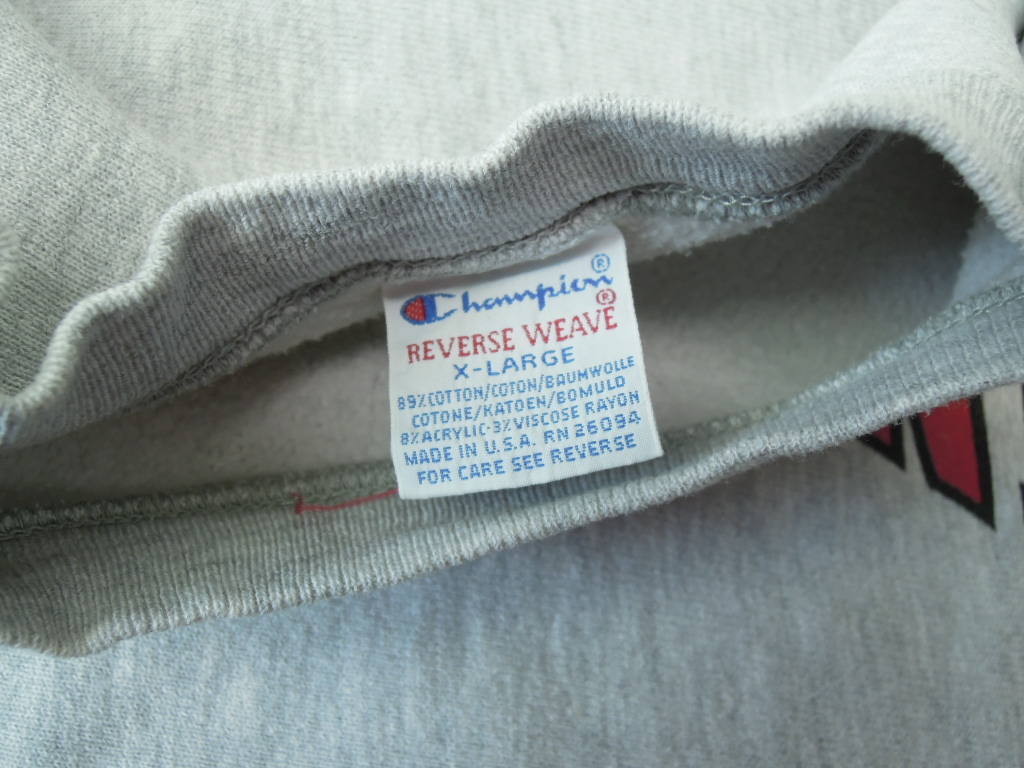 Champion®
REVERSE WEAVE®
X-LARGE
89%COTTON/COTON/BAUMWOLLE
COTONE/KATOEN/BOMULD
8%ACRYLIC·3%VISCOSE RAYON
MADE IN U.S.A. RN 26094
FOR CARE SEE REVERSE